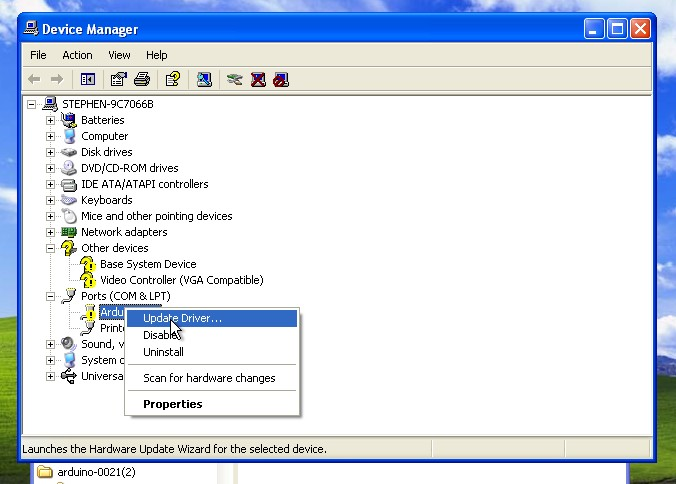 Device Manager
File Action View Help
STEPHEN-9C7066B
Batteries
Computer
Disk drives
DVD/CD-ROM drives
IDE ATA/ATAPI controllers
Keyboards
Mice and other pointing devices
Network adapters
Other devices
Base System Device
Video Controller (VGA Compatible)
Ports (COM & LPT)
Ardu
Update Driver...
Print
Disable
Sound, v
Uninstall
System
Universa
Scan for hardware changes
Properties
Launches the Hardware Update Wizard for the selected device.
arduino-0021(2)